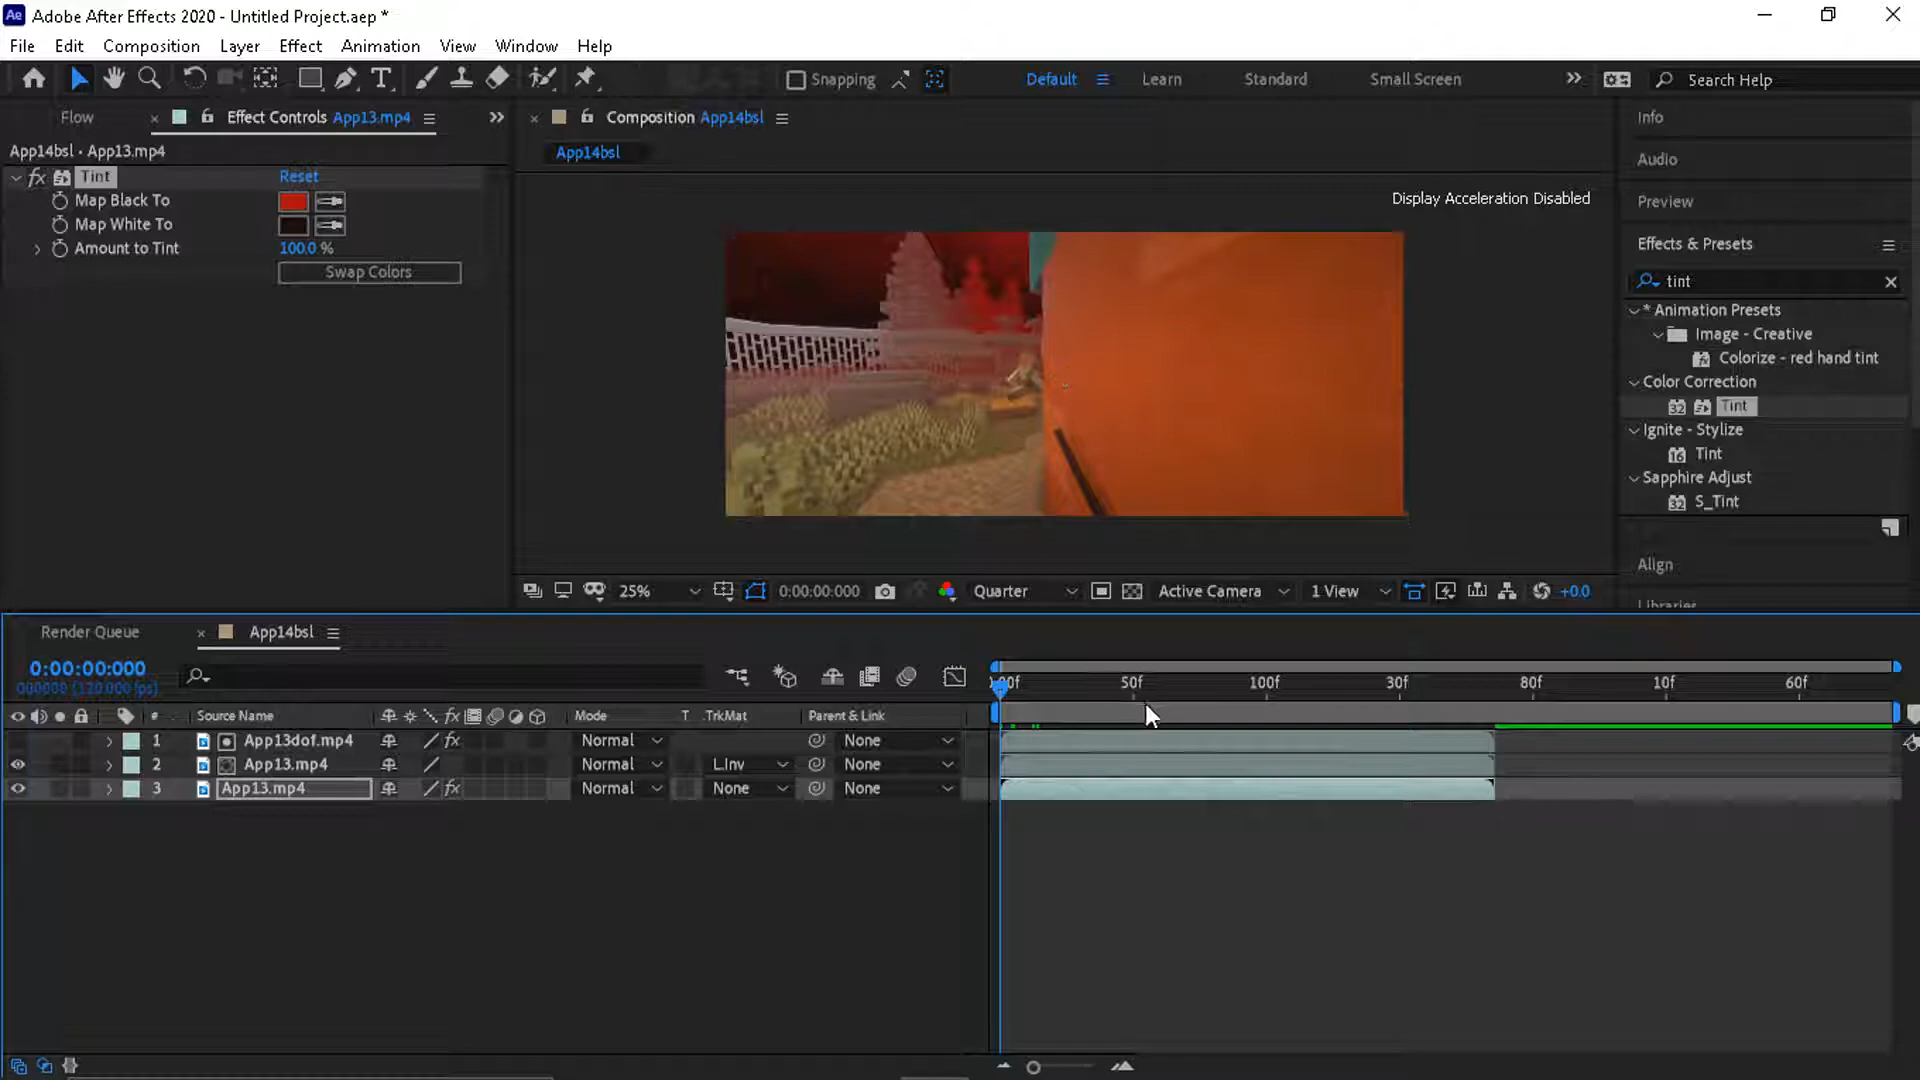 Adobe After Effects 2020 - Untitled Project.aep *
File Edit Composition Layer Effect Animation View Window Help
Snapping Default Learn Standard Small Screen Search Help
Flow Effect Controls App13.mp4
Composition App14bsl
Info
App14bsl • App13.mp4
App14bsl
Audio
fx Tint Reset
Map Black To
Map White To
Amount to Tint 100.0 %
Swap Colors
Display Acceleration Disabled
Preview
Effects & Presets
tint
* Animation Presets
Image - Creative
Colorize - red hand tint
Color Correction
32 Tint
Ignite - Stylize
16 Tint
Sapphire Adjust
32 S_Tint
Align
Libraries
25% 0:00:00:000 Quarter Active Camera 1 View +0.0
Render Queue App14bsl
0:00:00:000
000000 (120.000 fps)
00f 50f 100f 30f 80f 10f 60f
# Source Name fx Mode T .TrkMat Parent & Link
1 App13dof.mp4 fx Normal None
2 App13.mp4 Normal L.Inv None
3 App13.mp4 fx Normal None None